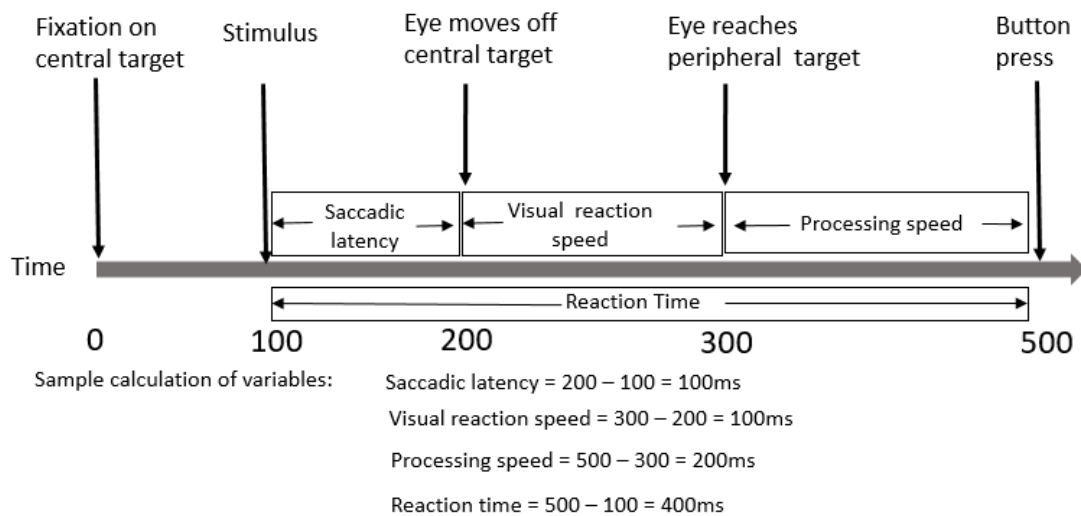 Fixation on
central target
Stimulus
Eye moves off
central target
Eye reaches
peripheral target
Button
press
Saccadic
latency
Visual reaction
speed
Processing speed
Time
Reaction Time
0
100
200
300
500
Sample calculation of variables:
Saccadic latency = 200 – 100 = 100ms
Visual reaction speed = 300 – 200 = 100ms
Processing speed = 500 – 300 = 200ms
Reaction time = 500 – 100 = 400ms